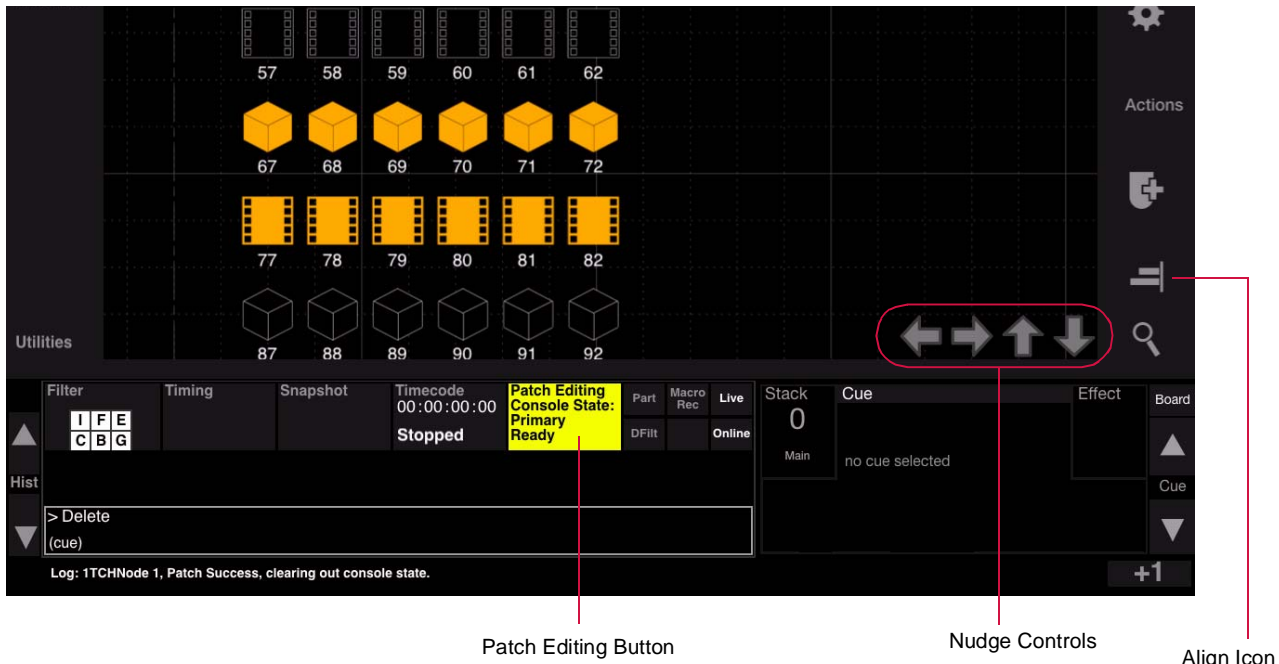 57 58 59 60 61 62
Actions
67 68 69 70 71 72
77 78 79 80 81 82
Utilities
87 88 89 90 91 92
Filter
I F E
C B G
Timing
Snapshot
Timecode
00:00:00:00
Stopped
Patch Editing
Console State:
Primary
Ready
Part
Macro
Rec
Live
DFilt
Online
Stack
0
Main
Cue
no cue selected
Effect
Board
Hist
Cue
> Delete
(cue)
Log: 1TCHNode 1, Patch Success, clearing out console state.
+1
Patch Editing Button
Nudge Controls
Align Icon